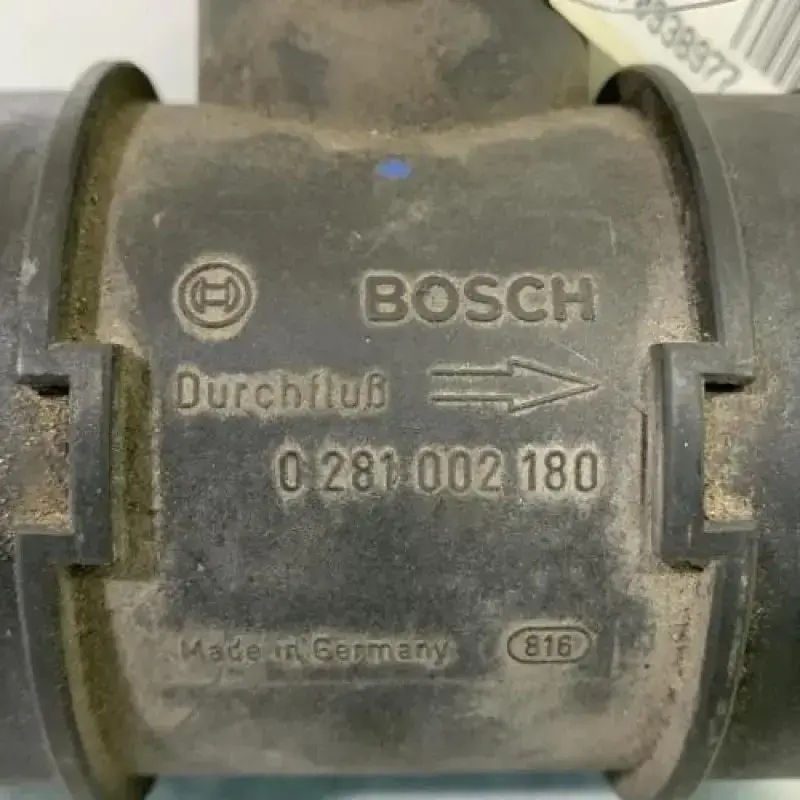 BOSCH
Durchfluß
0 281 002 180
Made in Germany 816